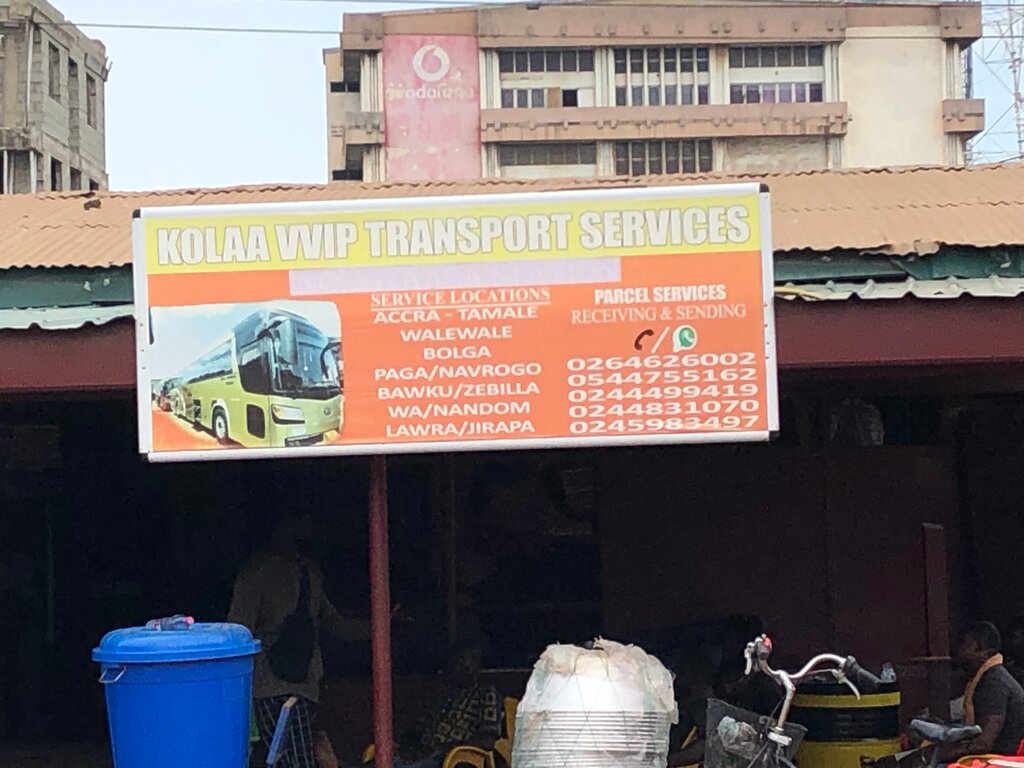 vodafone
KOLAA VVIP TRANSPORT SERVICES
SERVICE LOCATIONS
ACCRA - TAMALE
WALEWALE
BOLGA
PAGA/NAVROGO
BAWKU/ZEBILLA
WA/NANDOM
LAWRA/JIRAPA
PARCEL SERVICES
RECEIVING & SENDING
/
0264626002
0544755162
0244499419
0244831070
0245983497